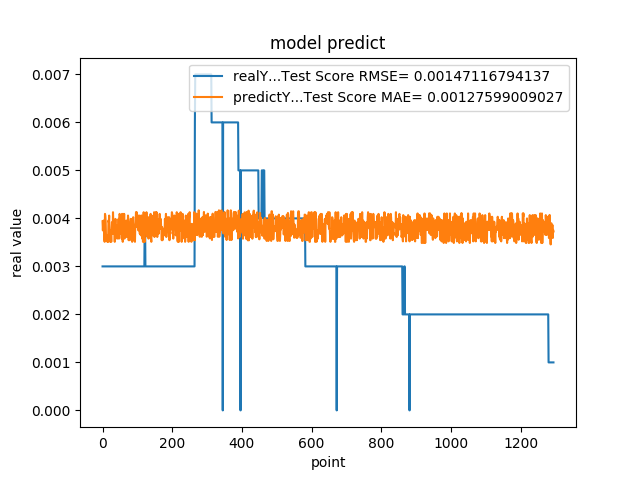 model predict
realY...Test Score RMSE= 0.00147116794137
predictY...Test Score MAE= 0.00127599009027
real value
0.007
0.006
0.005
0.004
0.003
0.002
0.001
0.000
0 200 400 600 800 1000 1200
point